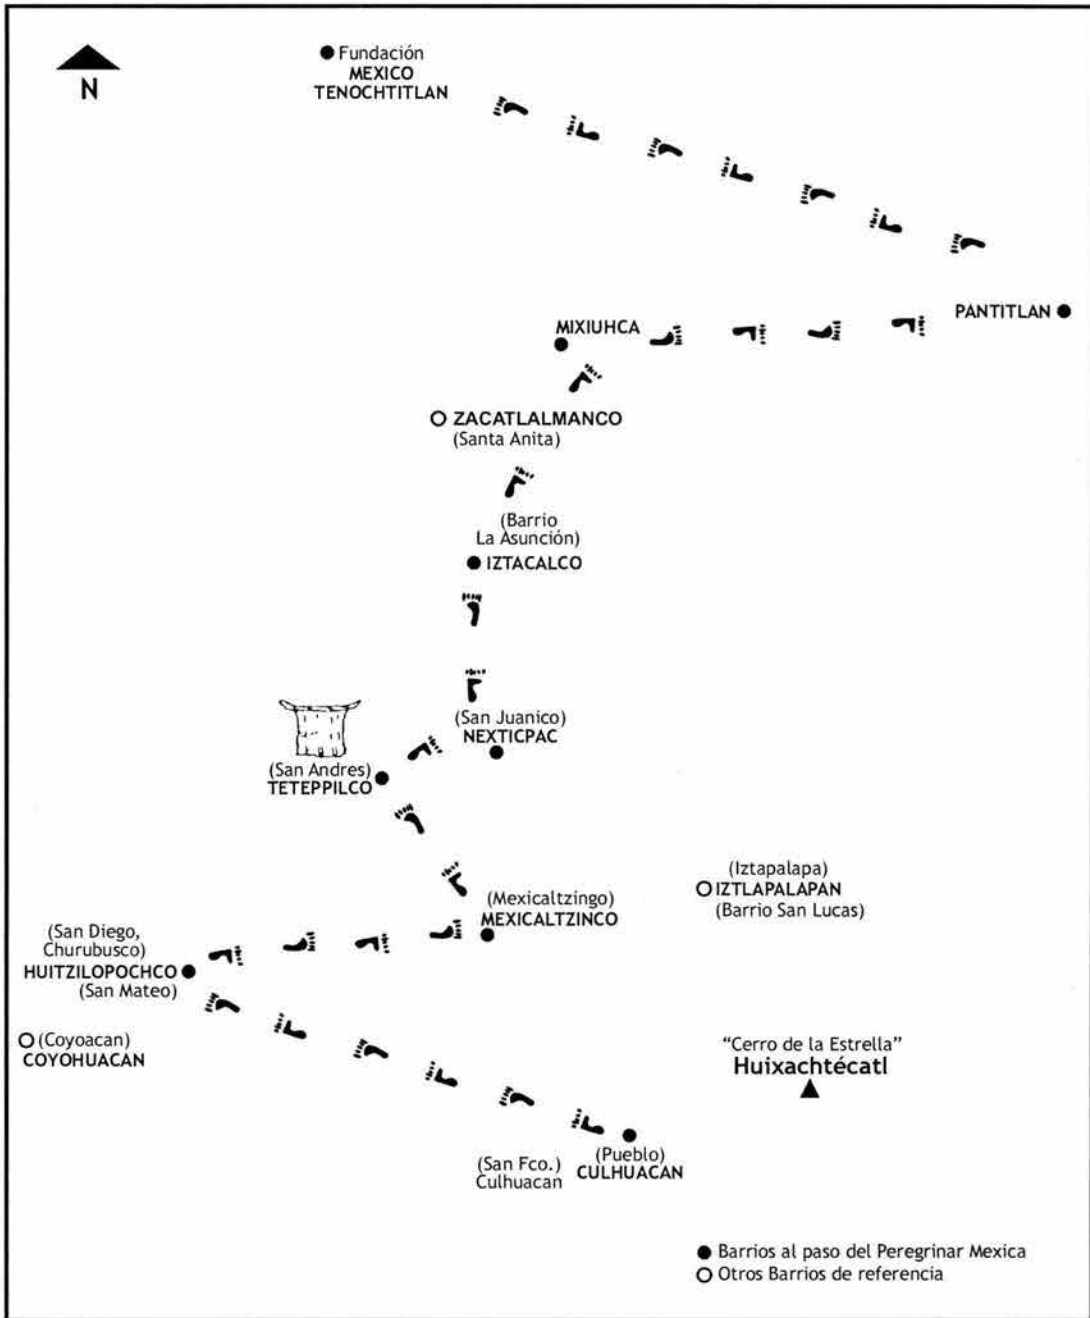 Fundación
MEXICO
TENOCHTITLAN
N
PANTITLAN
MIXIUHCA
ZACATLALMANCO
(Santa Anita)
(Barrio
La Asunción)
IZTACALCO
(San Juanico)
NEXTICPAC
(San Andres)
TETEPPILCO
(Iztapalapa)
IZTLAPALAPAN
(Barrio San Lucas)
(Mexicaltzingo)
MEXICALTZINCO
(San Diego,
Churubusco)
HUITZILOPOCHCO
(San Mateo)
(Coyoacan)
COYOHUACAN
“Cerro de la Estrella”
Huixachtécatl
(Pueblo)
CULHUACAN
(San Fco.)
Culhuacan
Barrios al paso del Peregrinar Mexica
Otros Barrios de referencia